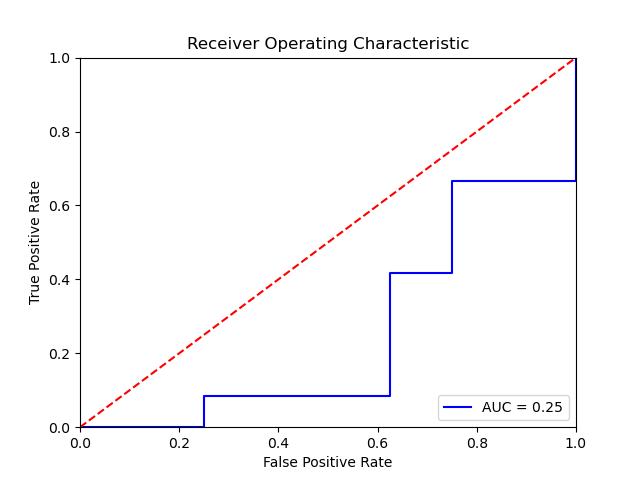 Receiver Operating Characteristic
True Positive Rate
1.0
0.8
0.6
0.4
0.2
0.0
AUC = 0.25
0.0 0.2 0.4 0.6 0.8 1.0
False Positive Rate